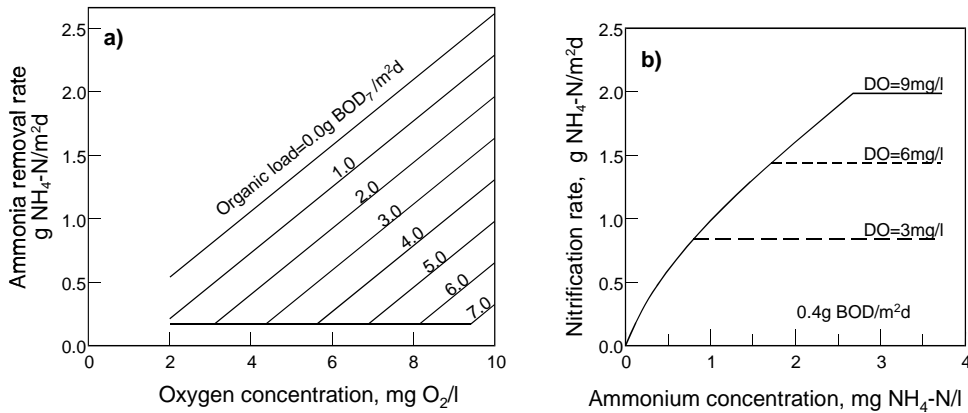 a)
Ammonia removal rate
g NH4-N/m2d
2.5
2.0
1.5
1.0
0.5
0.0
Organic load=0.0g BOD7/m2d
1.0
2.0
3.0
4.0
5.0
6.0
7.0
0
2
4
6
8
10
Oxygen concentration, mg O2/l
b)
Nitrification rate, g NH4-N/m2d
2.5
2.0
1.5
1.0
0.5
0.0
DO=9mg/l
DO=6mg/l
DO=3mg/l
0.4g BOD/m2d
0
1
2
3
4
Ammonium concentration, mg NH4-N/l